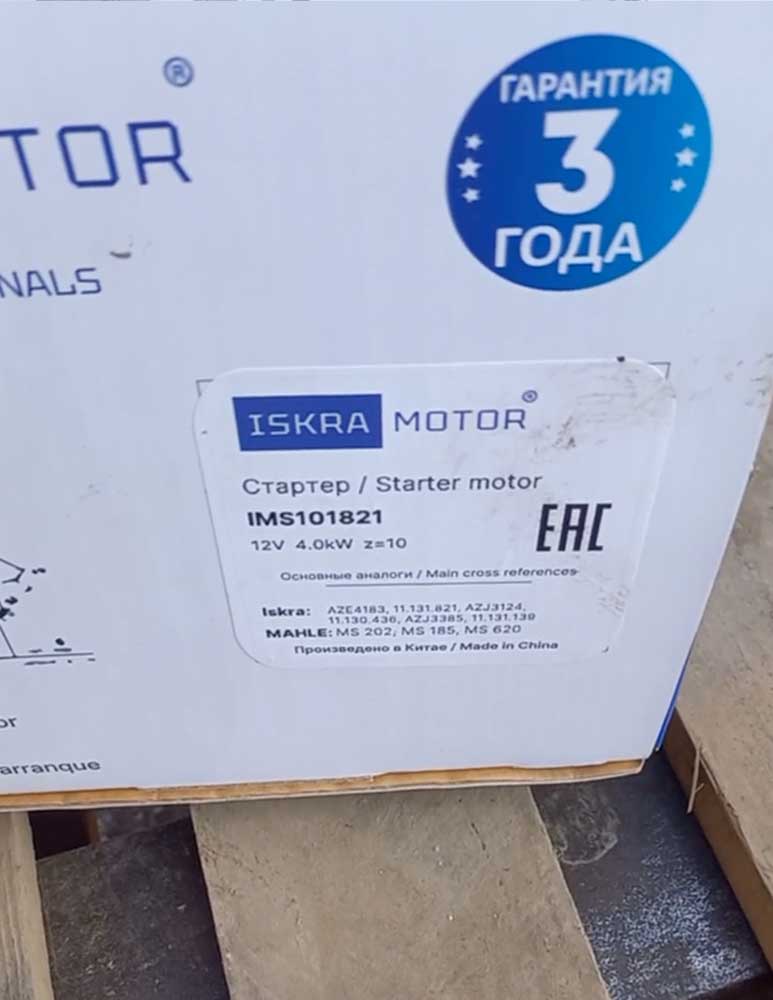 TOR®
NALS
ГАРАНТИЯ
3
ГОДА
ISKRA MOTOR®
Стартер / Starter motor
IMS101821
12V 4.0kW z=10
EAC
Основные аналоги / Main cross references
Iskra: AZE4183, 11.131.821, AZJ3124,
11.130.436, AZJ3385, 11.131.139
MAHLE: MS 202, MS 185, MS 620
Произведено в Китае / Made in China
or
arranque